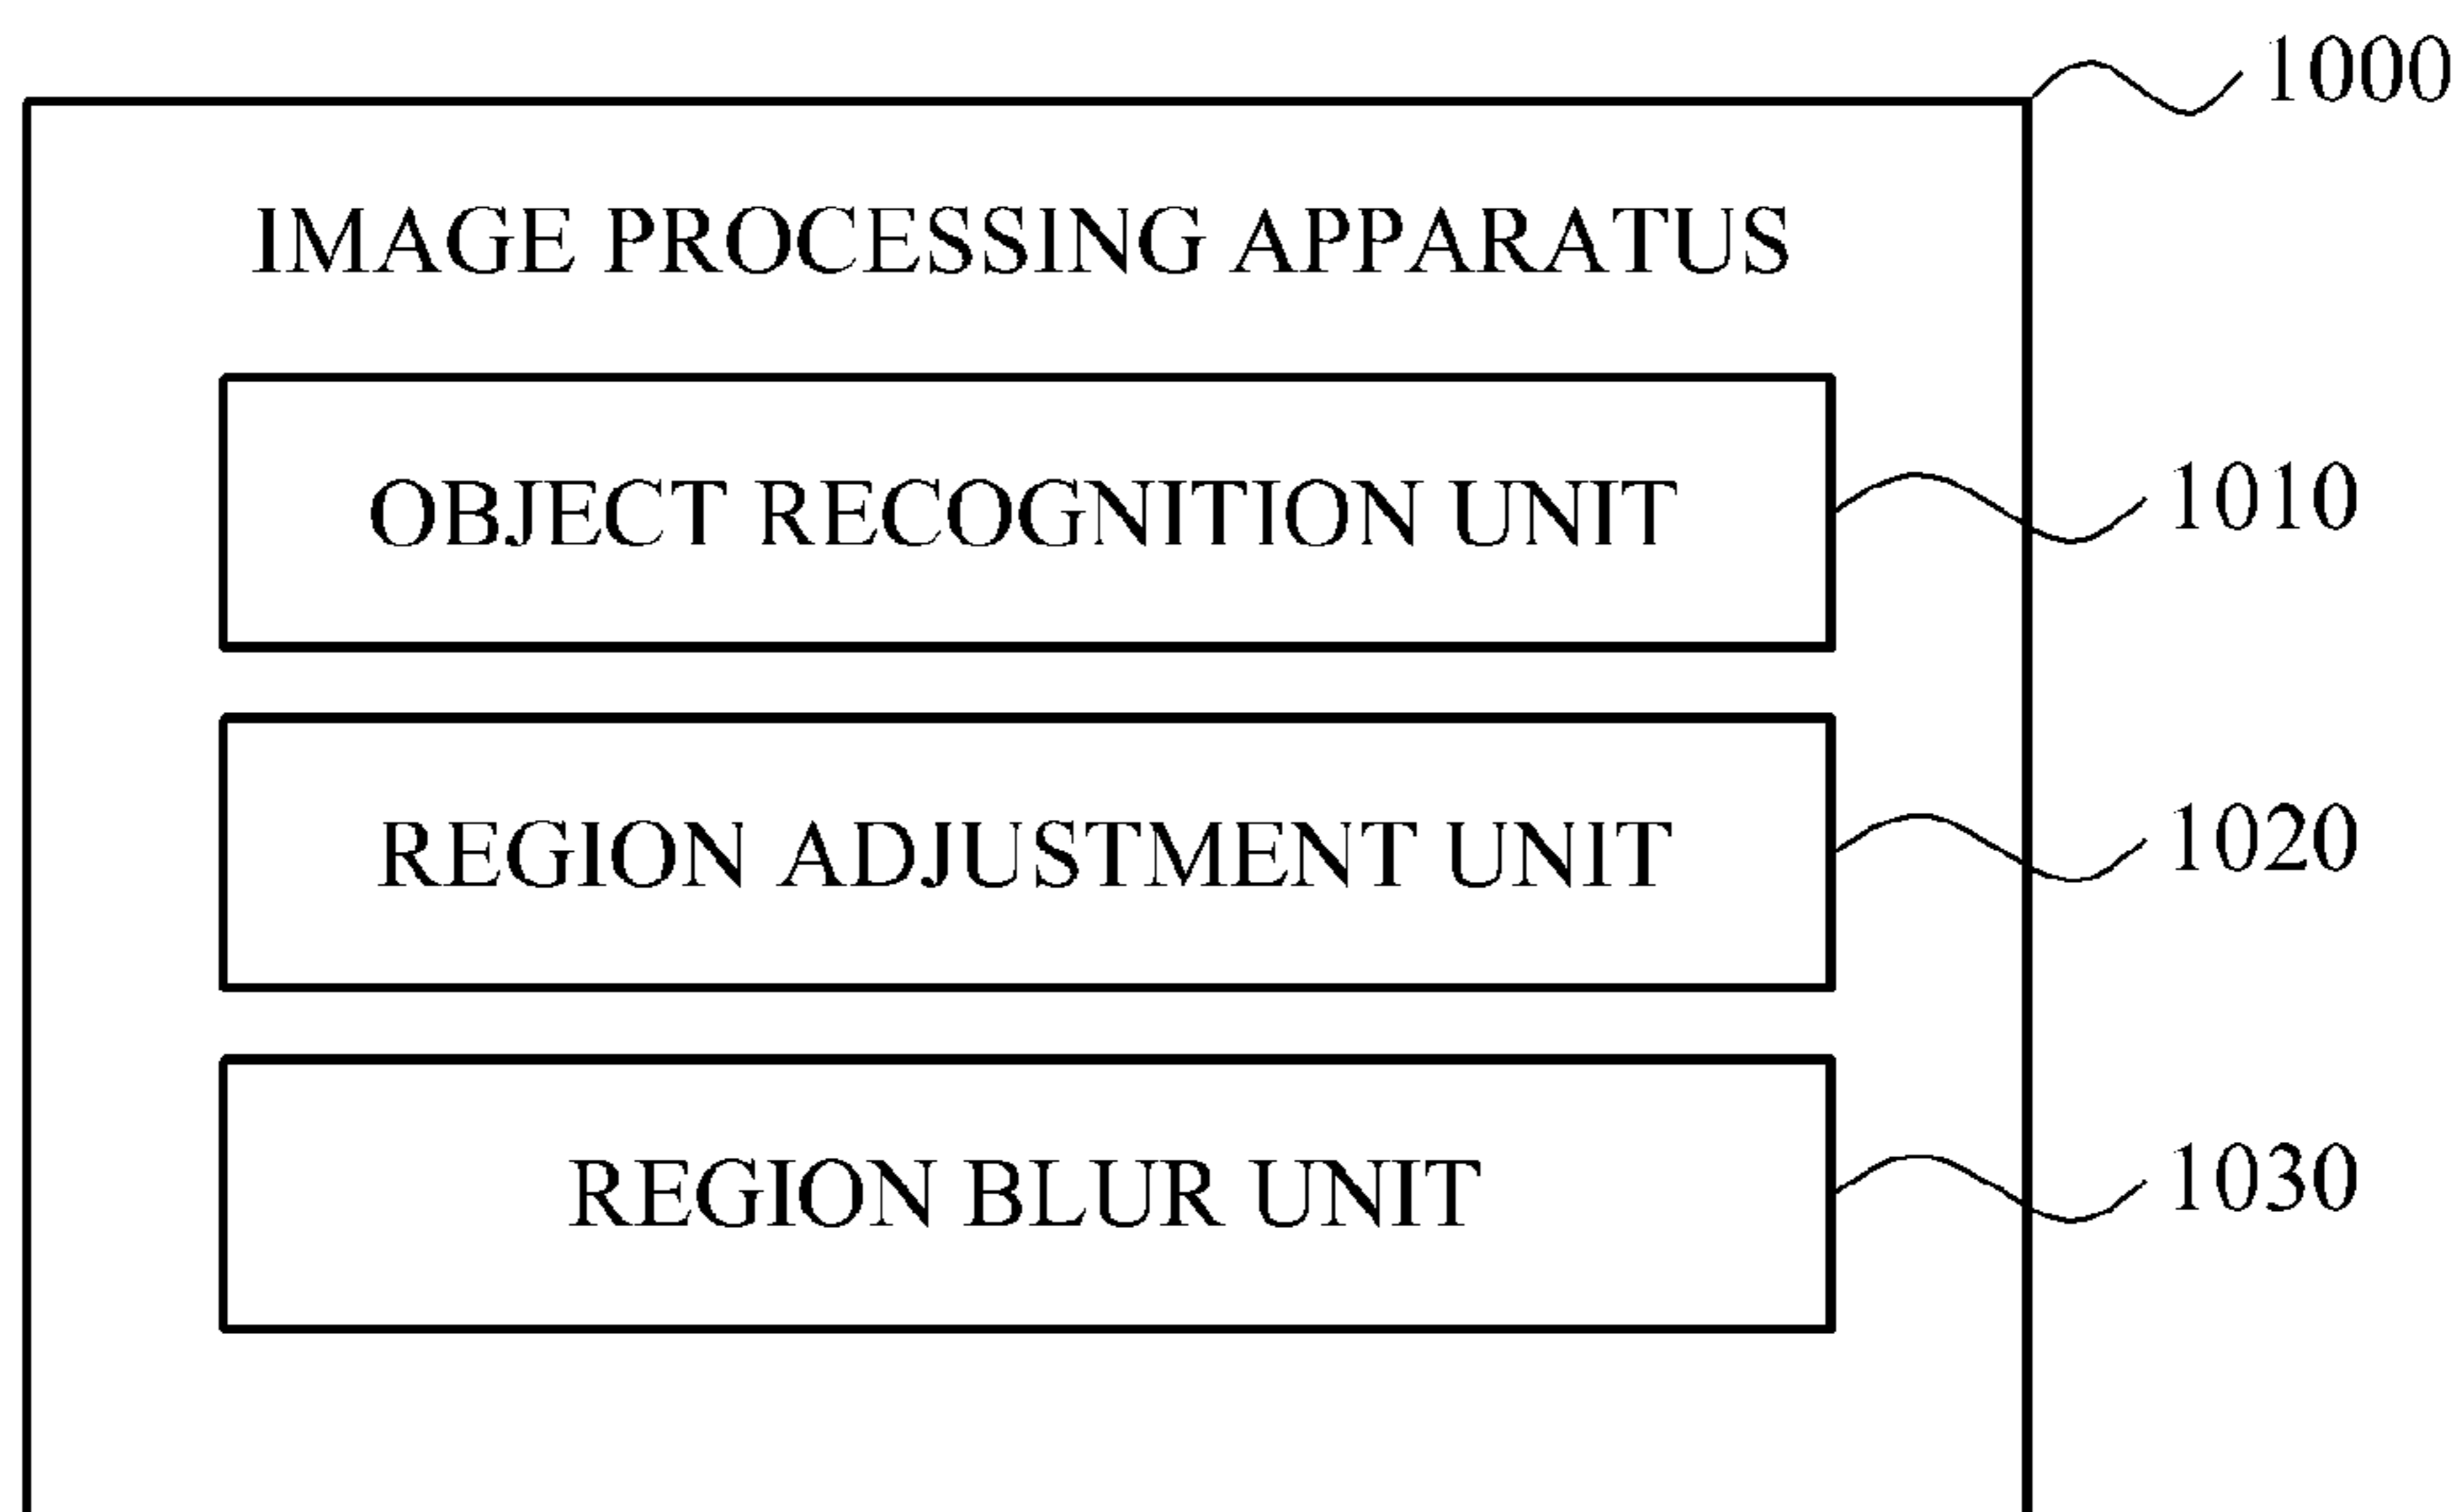 1000
IMAGE PROCESSING APPARATUS
OBJECT RECOGNITION UNIT
1010
REGION ADJUSTMENT UNIT
1020
REGION BLUR UNIT
1030